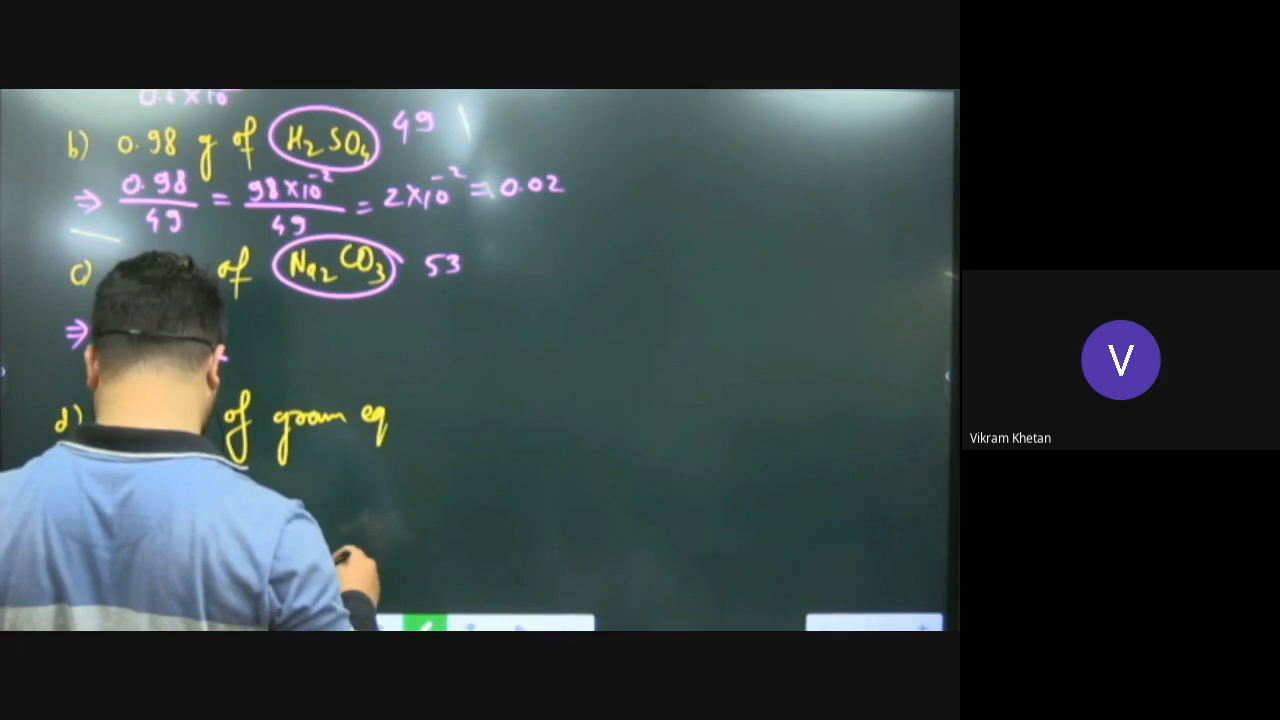 b) 0.98 g of H₂SO₄ 49
⇒ 0.98/49 = 98×10⁻²/49 = 2×10⁻² = 0.02
c) of Na₂CO₃ 53
⇒
d) of gram eq
V
Vikram Khetan